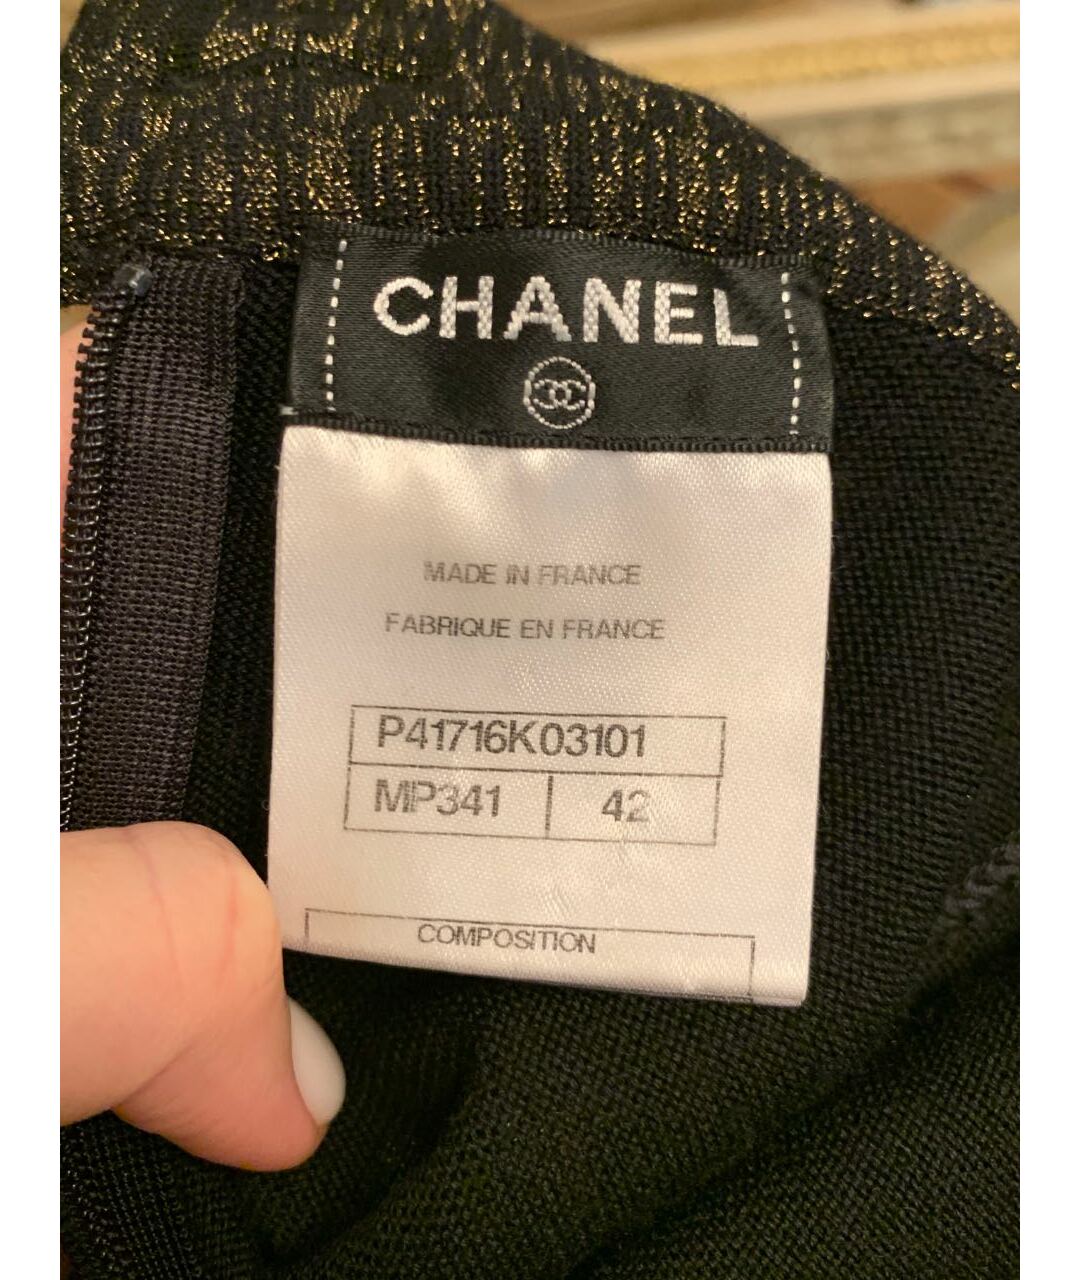 CHANEL
MADE IN FRANCE
FABRIQUE EN FRANCE
P41716K03101
MP341 42
COMPOSITION